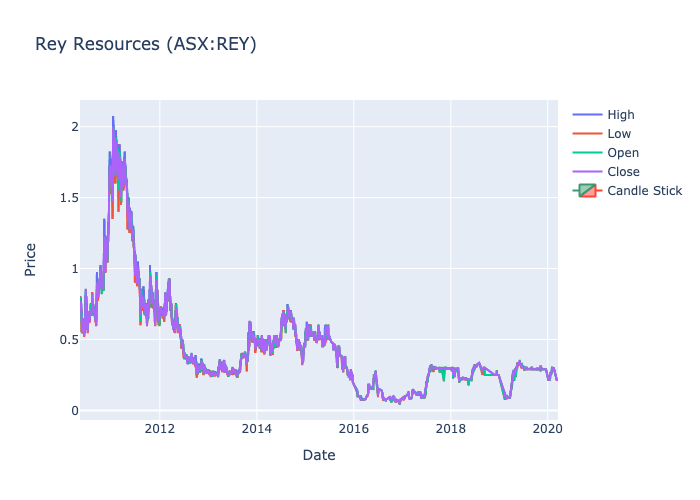 Rey Resources (ASX:REY)
High
Low
Open
Close
Candle Stick
2
1.5
1
0.5
0
Price
2012
2014
2016
2018
2020
Date